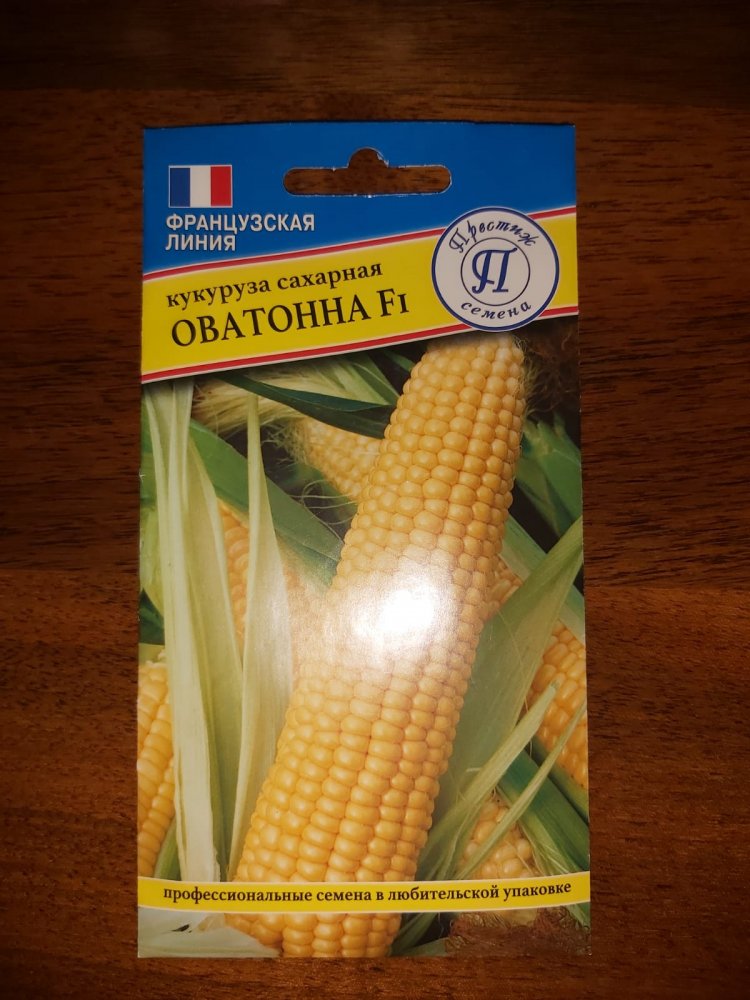 ФРАНЦУЗСКАЯ
ЛИНИЯ
Престиж
П
семена
кукуруза сахарная
ОВАТОННА F1
профессиональные семена в любительской упаковке